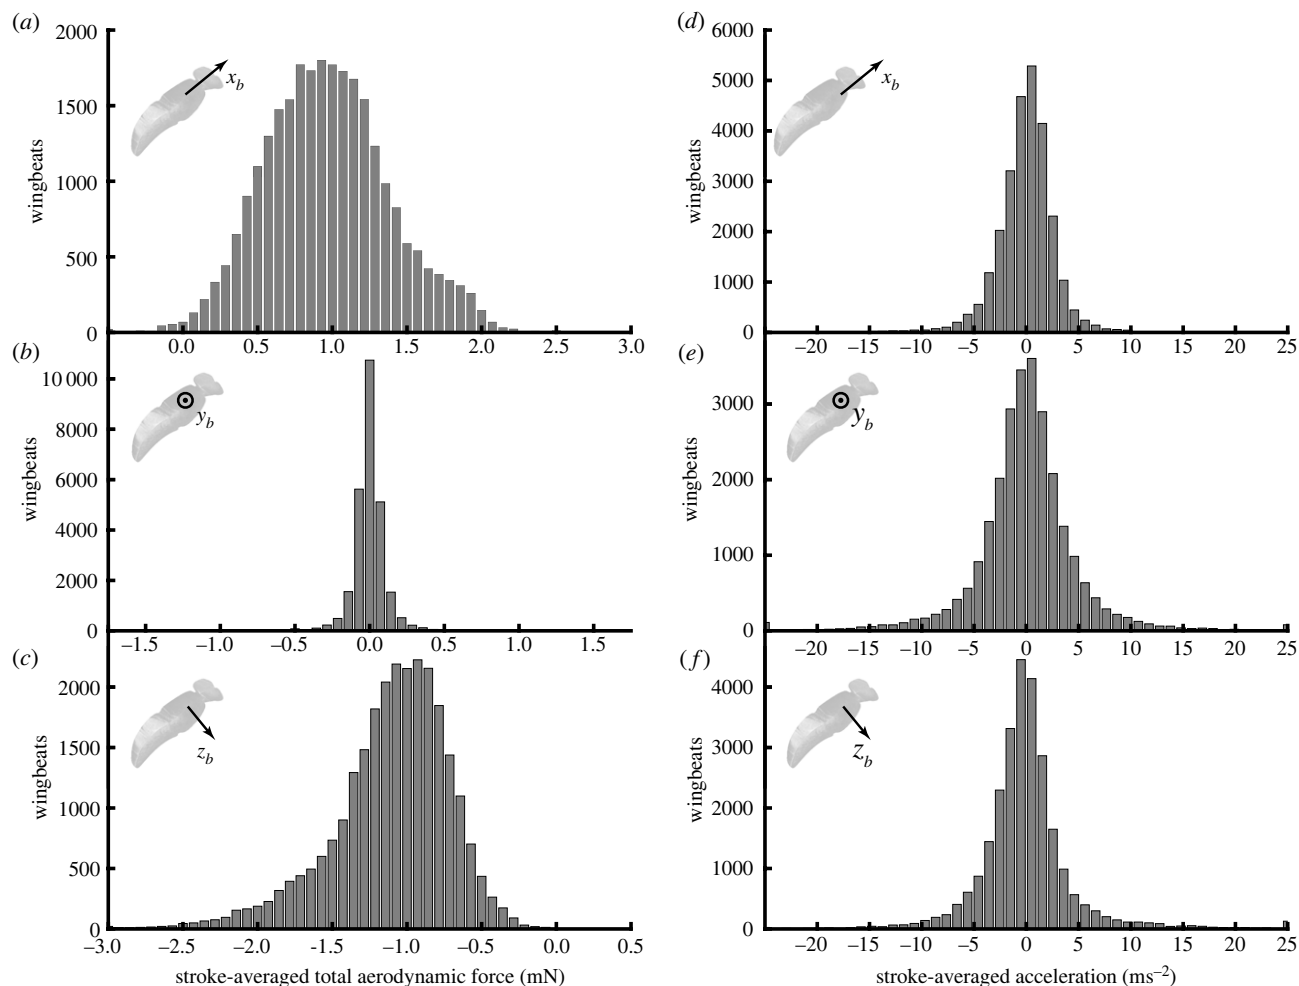 (a)
2000
1500
1000
500
0
wingbeats
x_b
0.0 0.5 1.0 1.5 2.0 2.5 3.0
(b)
10 000
8000
6000
4000
2000
0
wingbeats
y_b
–1.5 –1.0 –0.5 0.0 0.5 1.0 1.5
(c)
2000
1500
1000
500
0
wingbeats
z_b
–3.0 –2.5 –2.0 –1.5 –1.0 –0.5 0.0 0.5
stroke-averaged total aerodynamic force (mN)
(d)
6000
5000
4000
3000
2000
1000
0
wingbeats
x_b
–20 –15 –10 –5 0 5 10 15 20 25
(e)
3000
2000
1000
0
wingbeats
y_b
–20 –15 –10 –5 0 5 10 15 20 25
(f)
4000
3000
2000
1000
0
wingbeats
z_b
–20 –15 –10 –5 0 5 10 15 20 25
stroke-averaged acceleration (ms⁻²)